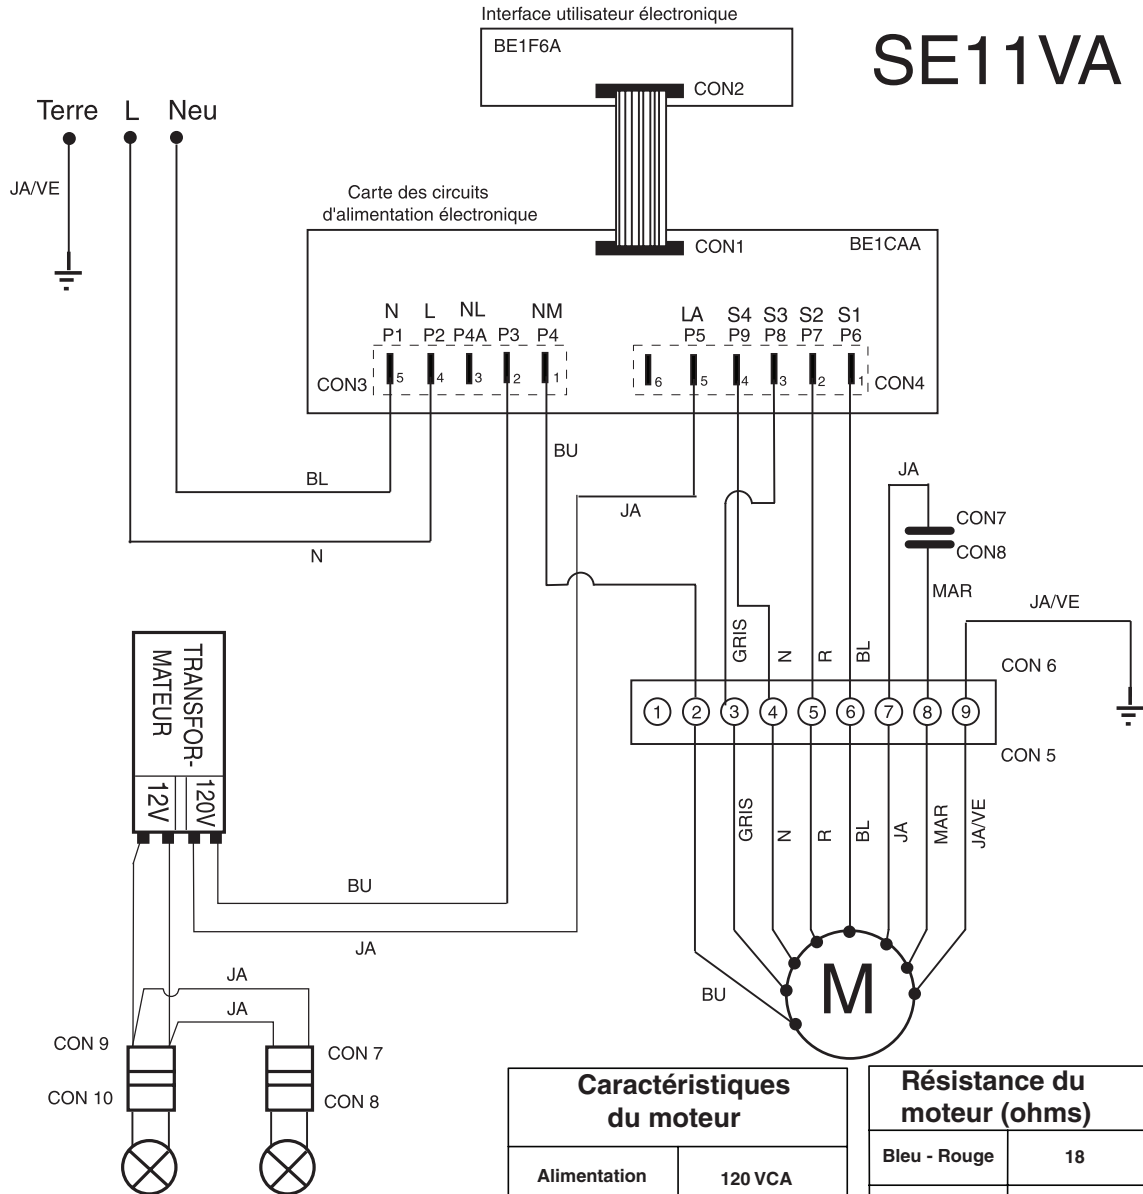 Interface utilisateur électronique
BE1F6A
SE11VA
CON2
Terre L Neu
JA/VE
Carte des circuits
d'alimentation électronique
CON1
BE1CAA
N L NL NM LA S4 S3 S2 S1
P1 P2 P4A P3 P4 P5 P9 P8 P7 P6
CON3 5 4 3 2 1 6 5 4 3 2 1 CON4
BU
BL
JA
JA
N
CON7
CON8
MAR
JA/VE
GRIS N R BL
CON 6
1 2 3 4 5 6 7 8 9
CON 5
TRANSFOR-
MATEUR
12V 120V
GRIS N R BL JA MAR JA/VE
BU
JA
M
BU
JA
JA
CON 9
CON 7
CON 10
CON 8
Caractéristiques
du moteur
Alimentation 120 VCA
Résistance du
moteur (ohms)
Bleu - Rouge 18